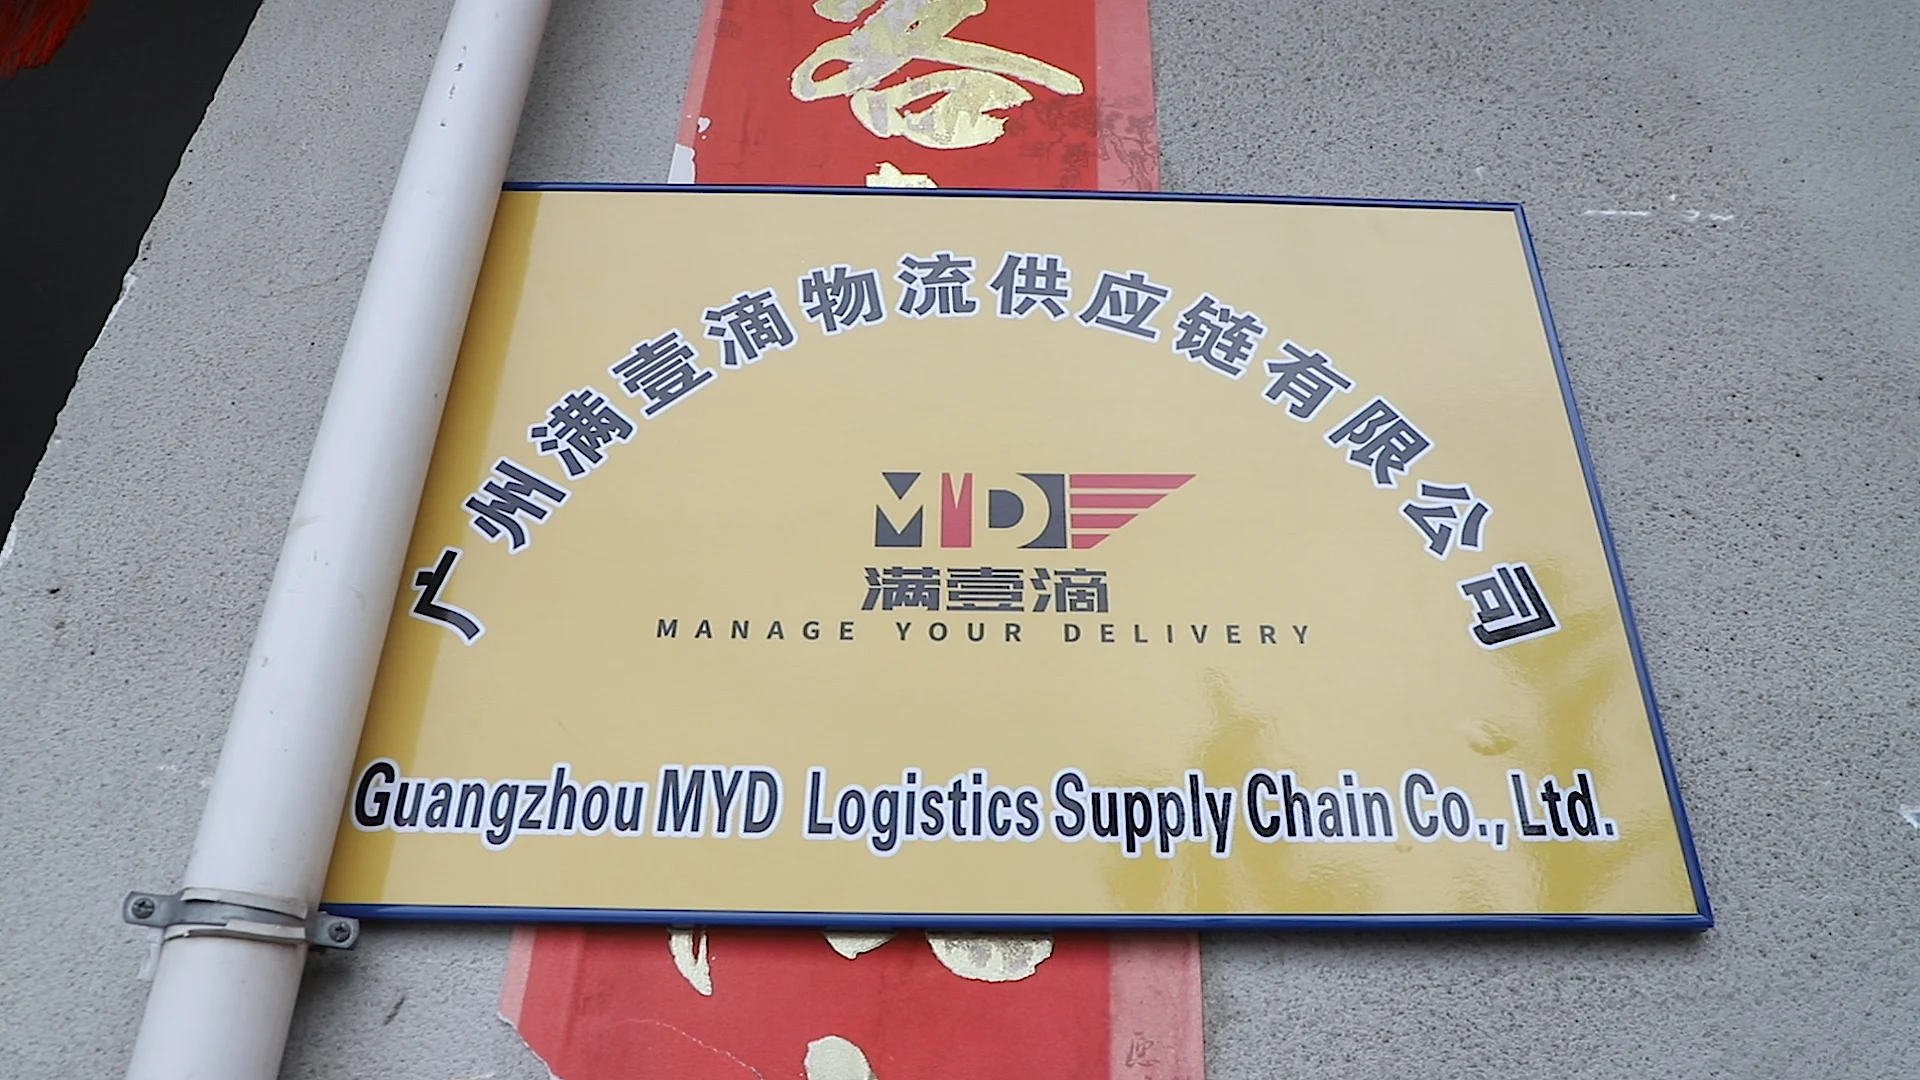 广州满壹滴物流供应链有限公司
MYD
满壹滴
MANAGE YOUR DELIVERY
Guangzhou MYD Logistics Supply Chain Co., Ltd.